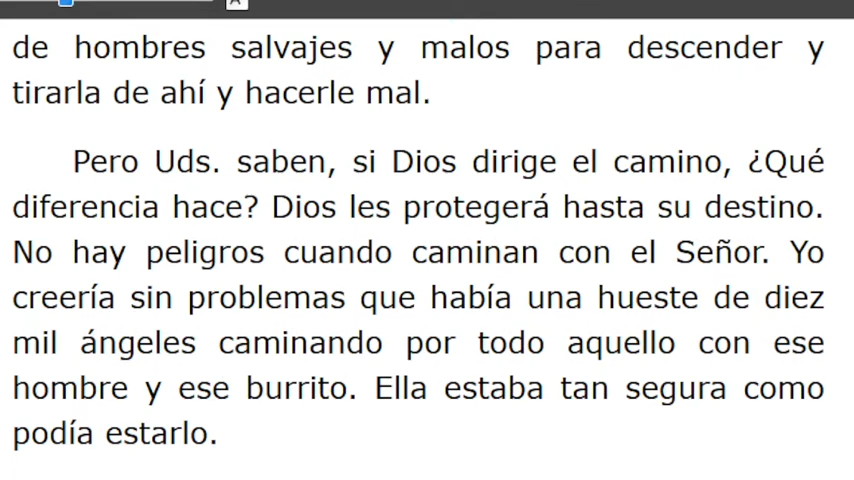 de hombres salvajes y malos para descender y
tirarla de ahí y hacerle mal.
Pero Uds. saben, si Dios dirige el camino, ¿Qué
diferencia hace? Dios les protegerá hasta su destino.
No hay peligros cuando caminan con el Señor. Yo
creería sin problemas que había una hueste de diez
mil ángeles caminando por todo aquello con ese
hombre y ese burrito. Ella estaba tan segura como
podía estarlo.